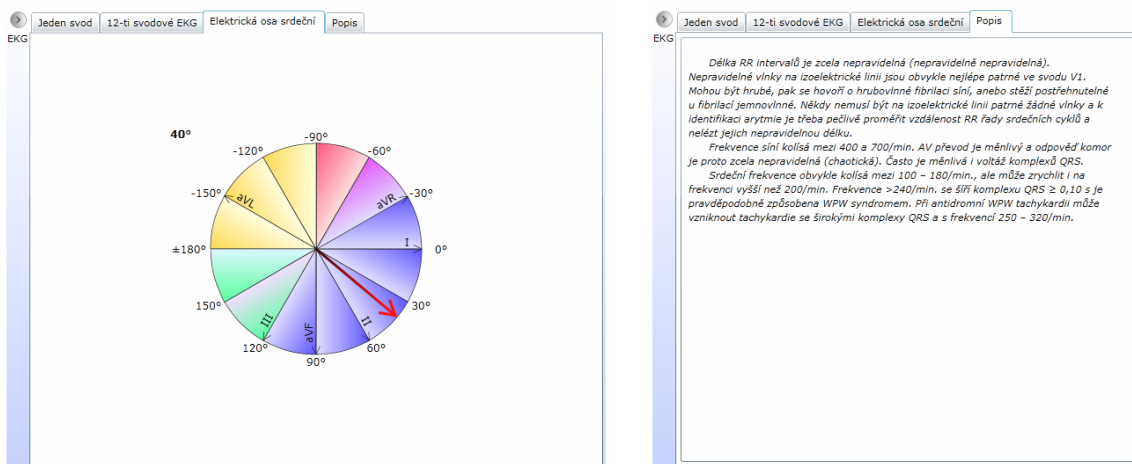 Jeden svod 12-ti svodové EKG Elektrická osa srdeční Popis
EKG
40°
-90°
-120°
-60°
-150°
-30°
aVL
aVR
I
±180°
0°
150°
30°
III
aVF
II
120°
60°
90°
Jeden svod 12-ti svodové EKG Elektrická osa srdeční Popis
EKG
Délka RR intervalů je zcela nepravidelná (nepravidelně nepravidelná).
Nepravidelné vlnky na izoelektrické linii jsou obvykle nejlépe patrné ve svodu V1.
Mohou být hrubé, pak se hovoří o hrubovlnné fibrilaci síní, anebo stěží postřehnutelné
u fibrilací jemnovlnné. Někdy nemusí být na izoelektrické linii patrné žádné vlnky a k
identifikaci arytmie je třeba pečlivě proměřit vzdálenost RR řady srdečních cyklů a
nelézt jejich nepravidelnou délku.
Frekvence síní kolísá mezi 400 a 700/min. AV převod je měnlivý a odpověď komor
je proto zcela nepravidelná (chaotická). Často je měnlivá i voltáž komplexů QRS.
Srdeční frekvence obvykle kolísá mezi 100 – 180/min., ale může zrychlit i na
frekvenci vyšší než 200/min. Frekvence >240/min. se šíří komplexu QRS ≥ 0,10 s je
pravděpodobně způsobena WPW syndromem. Při antidromní WPW tachykardii může
vzniknout tachykardie se širokými komplexy QRS a s frekvencí 250 – 320/min.